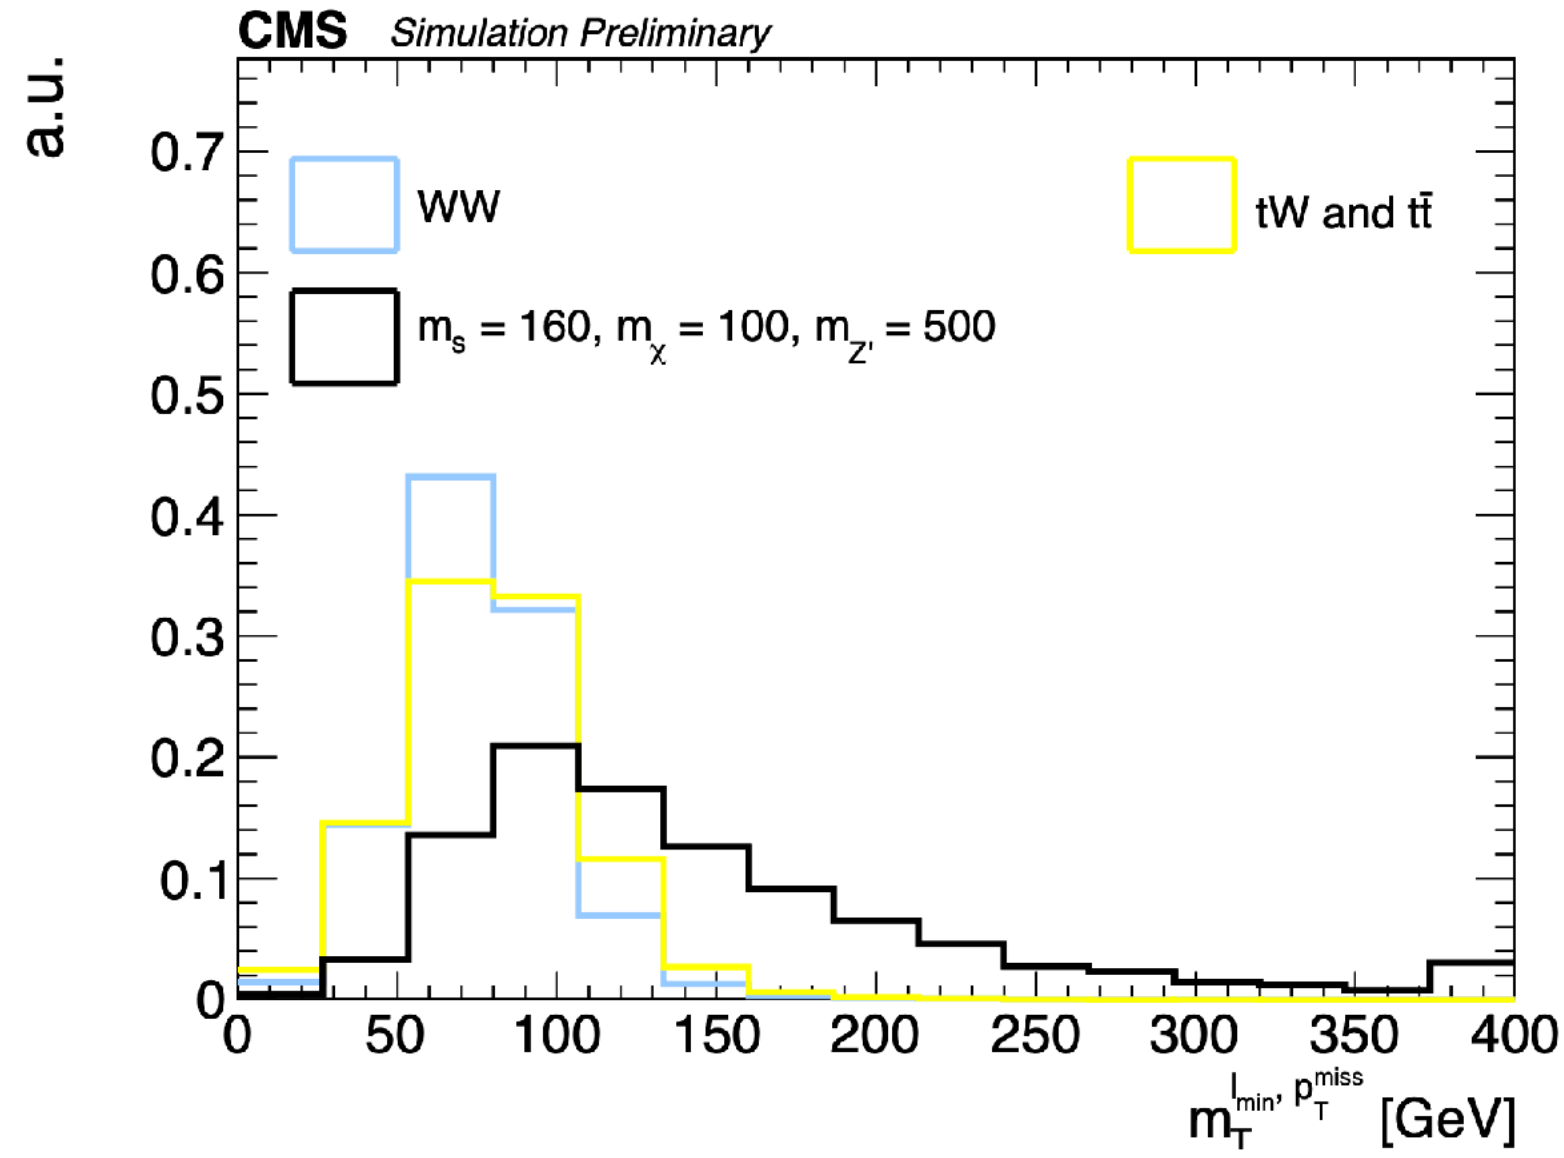 CMS Simulation Preliminary
a.u.
0.7
WW
tW and tt̄
0.6
m_s = 160, m_χ = 100, m_Z' = 500
0.5
0.4
0.3
0.2
0.1
0
0 50 100 150 200 250 300 350 400
m_T^{l_min, p_T^miss} [GeV]